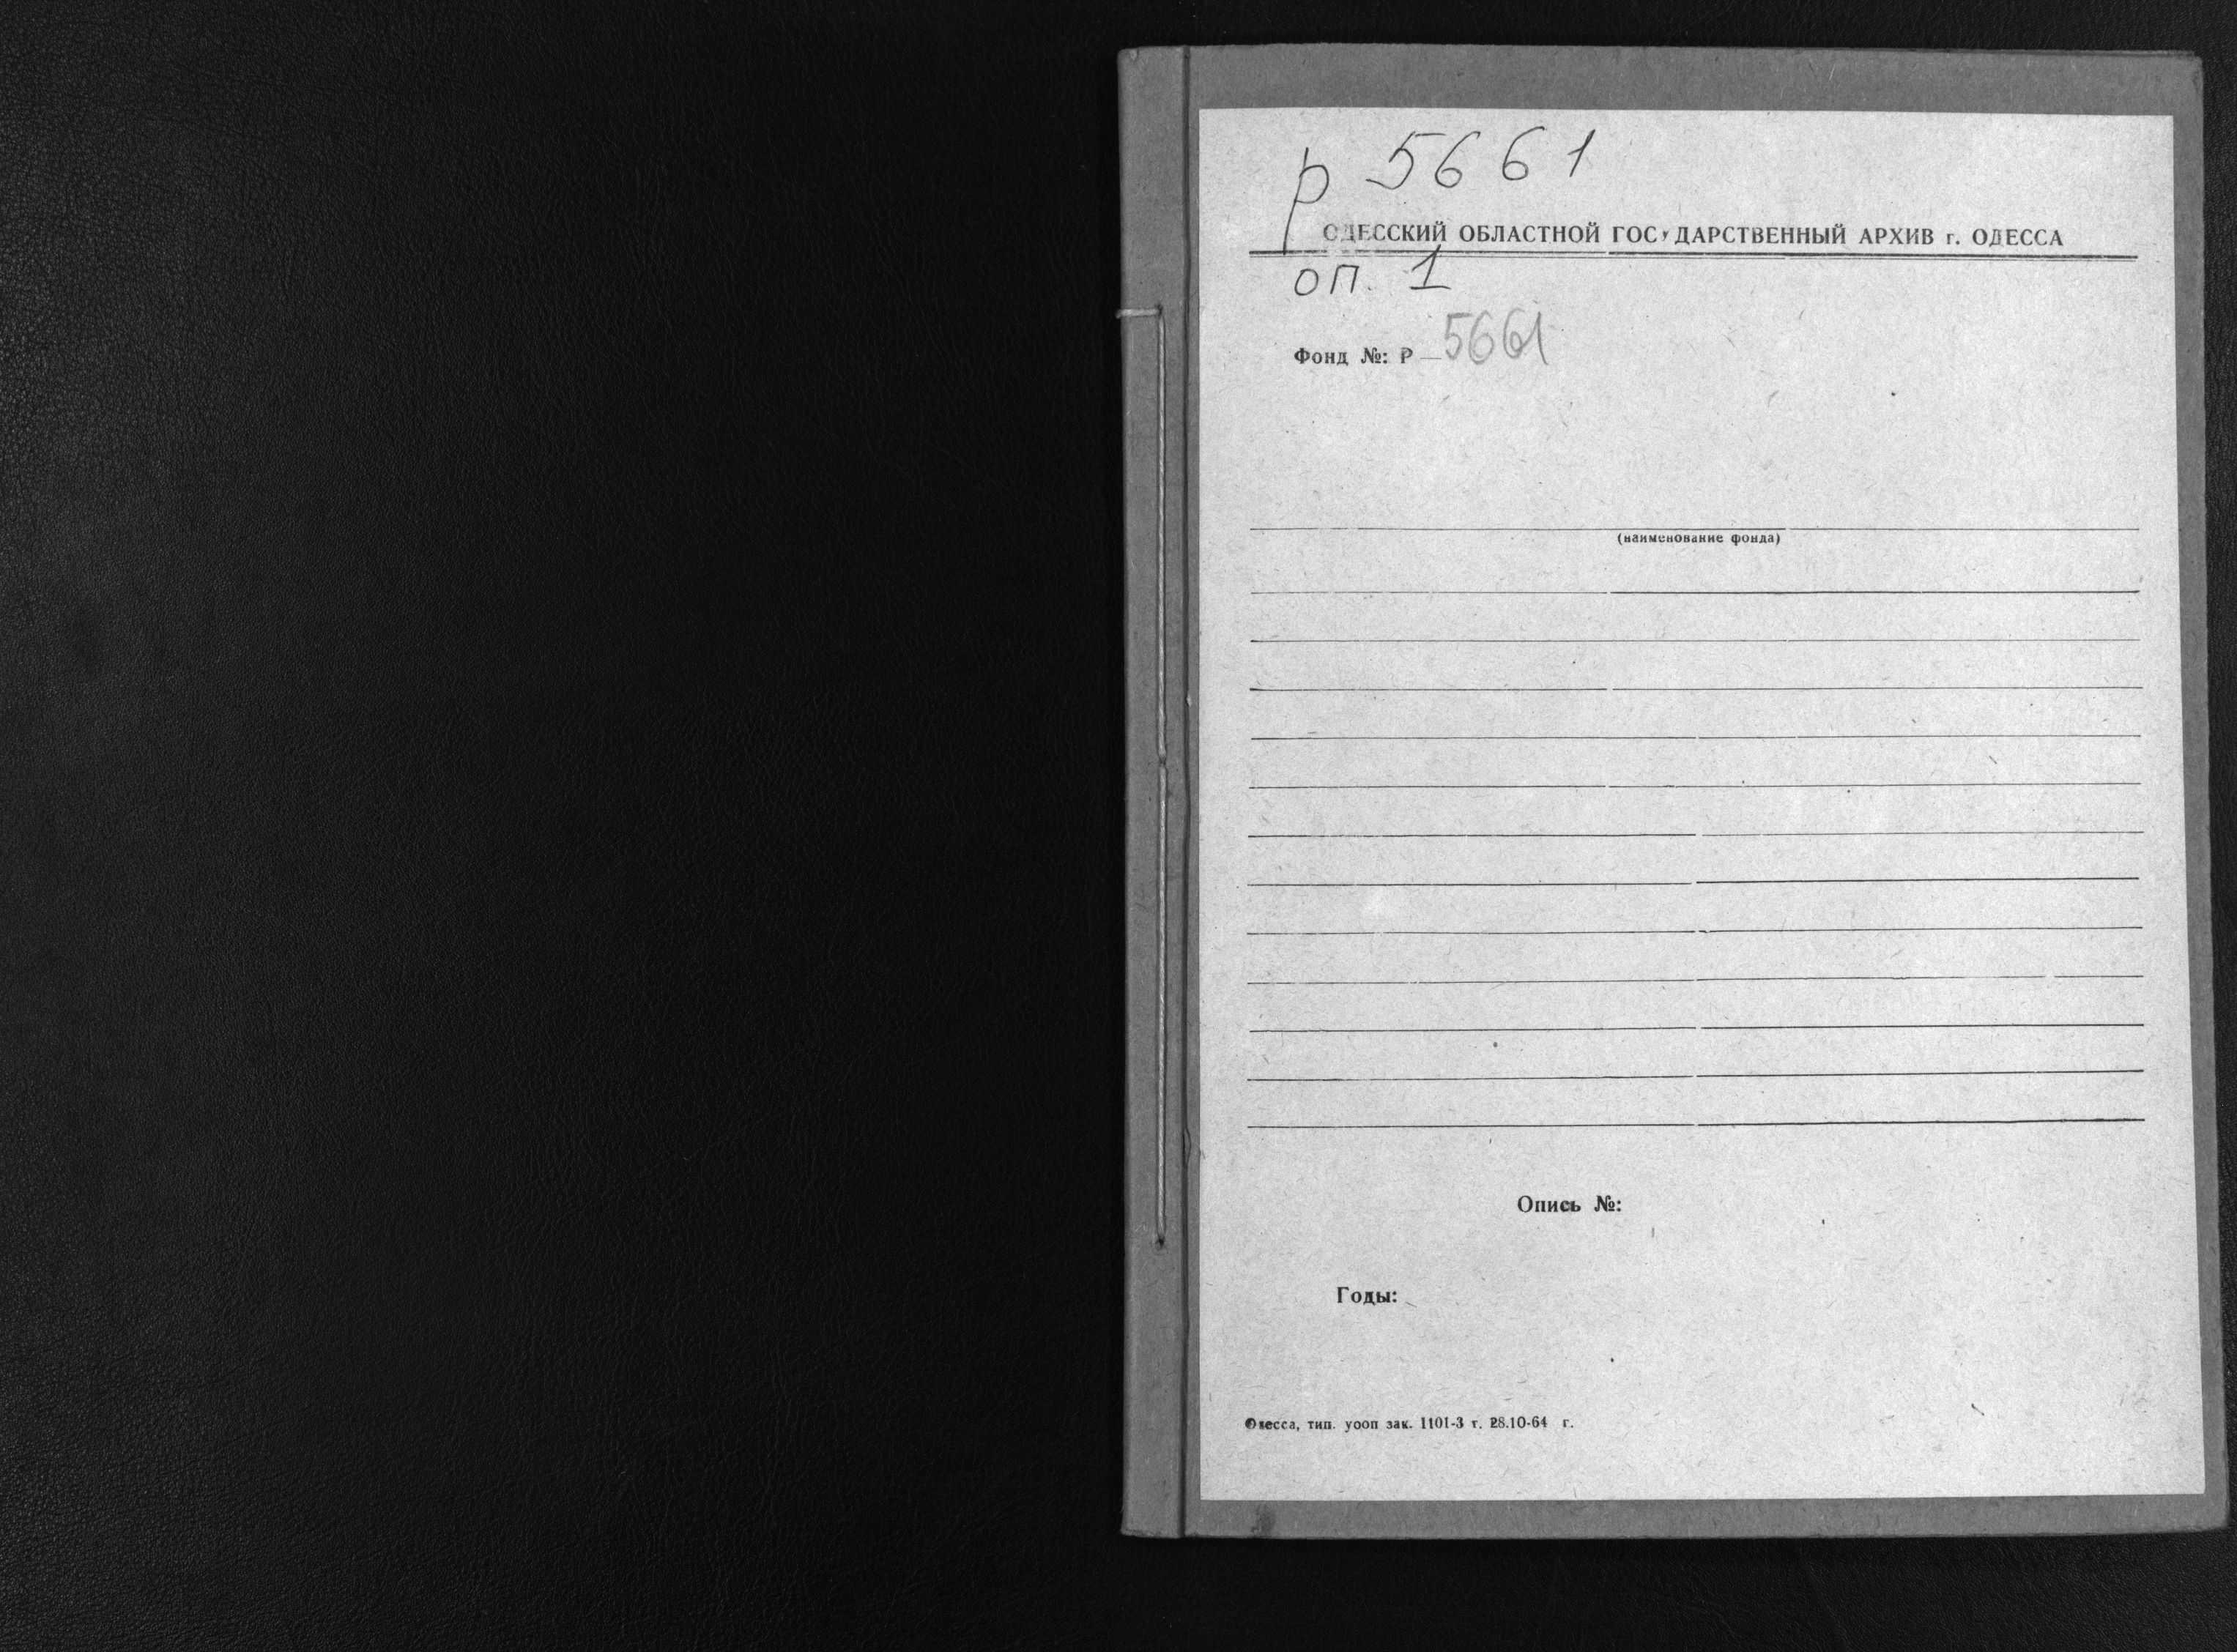 р 5661
ОДЕССКИЙ ОБЛАСТНОЙ ГОСУДАРСТВЕННЫЙ АРХИВ г. ОДЕССА
оп. 1
Фонд №: Р — 5661
(наименование фонда)
Опись №:
Годы:
Одесса, тип. уооп зак. 1101-3 т. 28.10-64 г.